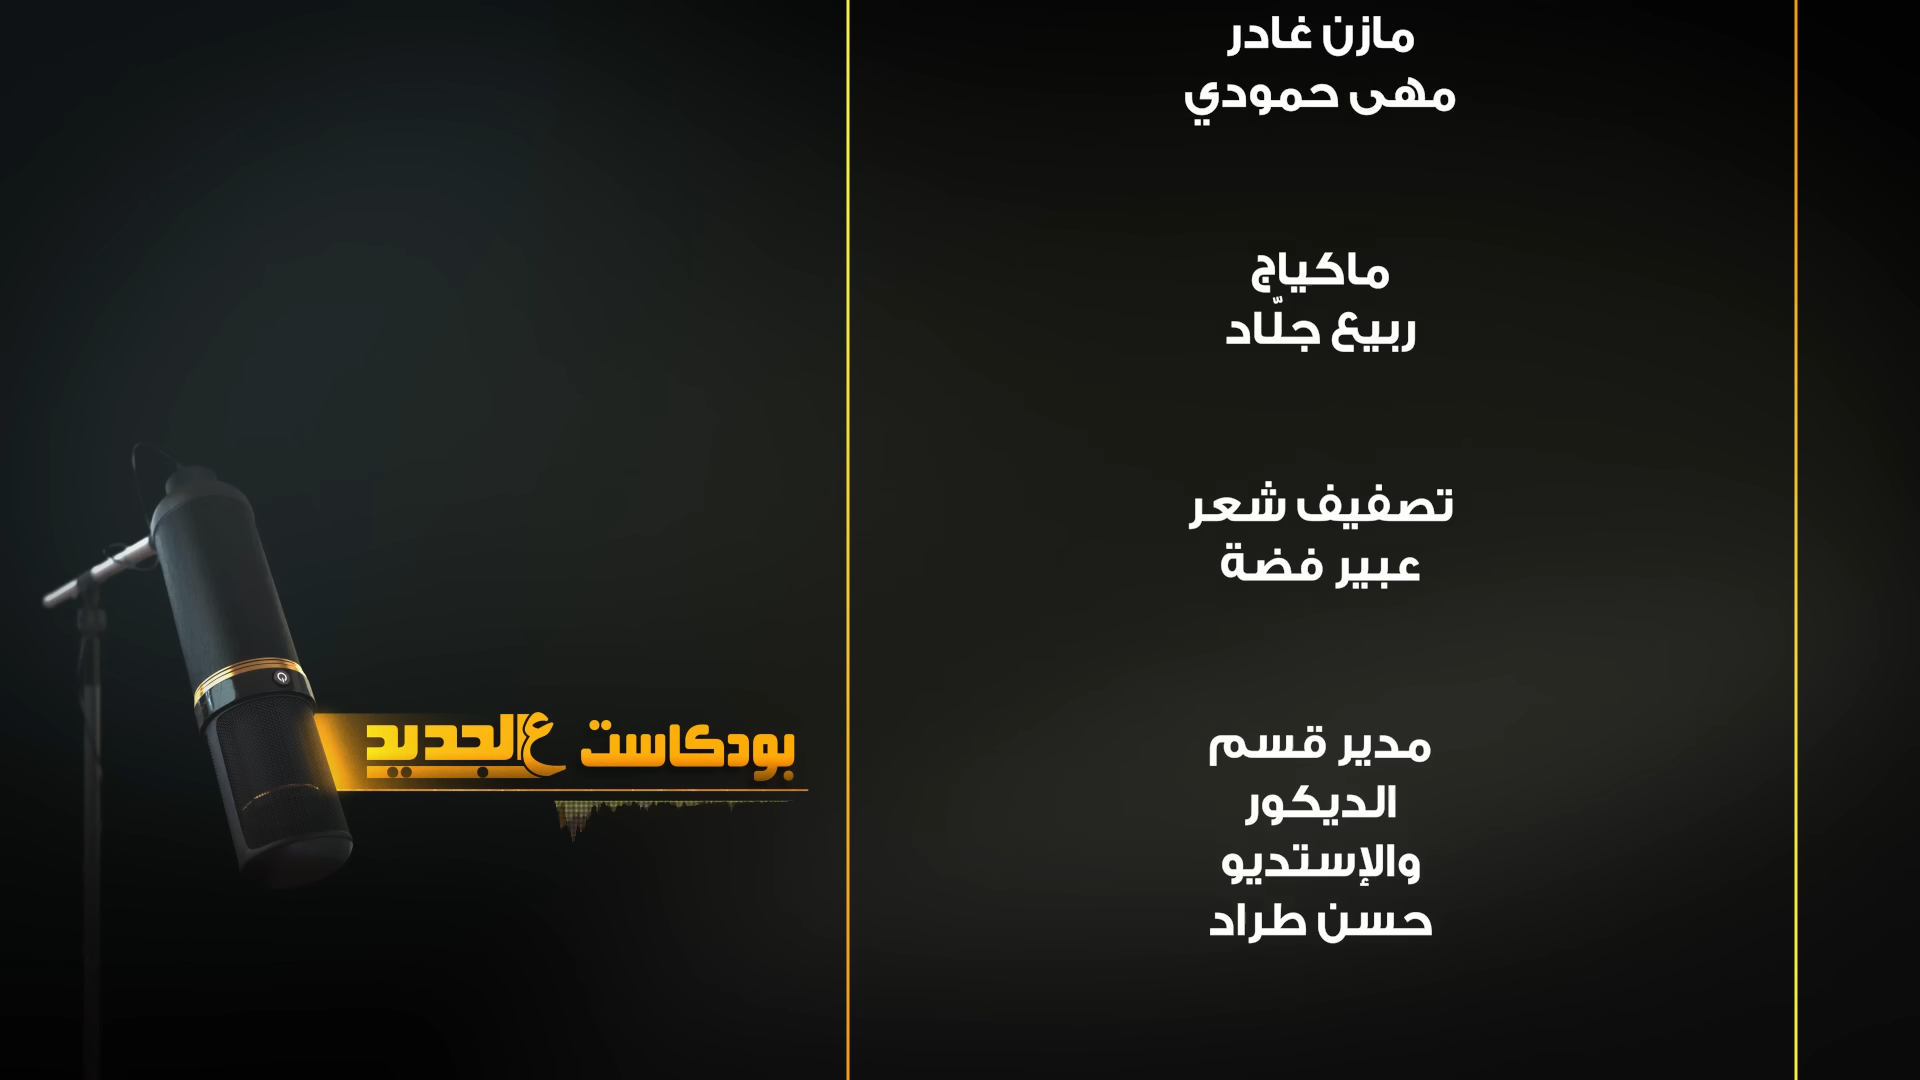 مازن غادر
مهى حمودي
ماكياج
ربيع جلّاد
تصفيف شعر
عبير فضة
مدير قسم
الديكور
والإستديو
حسن طراد
بودكاست ع الجديد